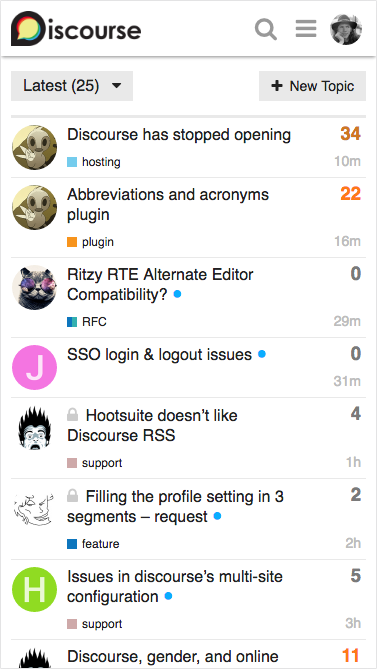 Discourse
Latest (25)
+ New Topic
Discourse has stopped opening 34
hosting 10m
Abbreviations and acronyms 22
plugin
plugin 16m
Ritzy RTE Alternate Editor 0
Compatibility?
RFC 29m
SSO login & logout issues 0
31m
J
Hootsuite doesn’t like 4
Discourse RSS
support 1h
Filling the profile setting in 3 2
segments – request
feature 2h
Issues in discourse’s multi-site 5
configuration
H
support 3h
Discourse, gender, and online 11